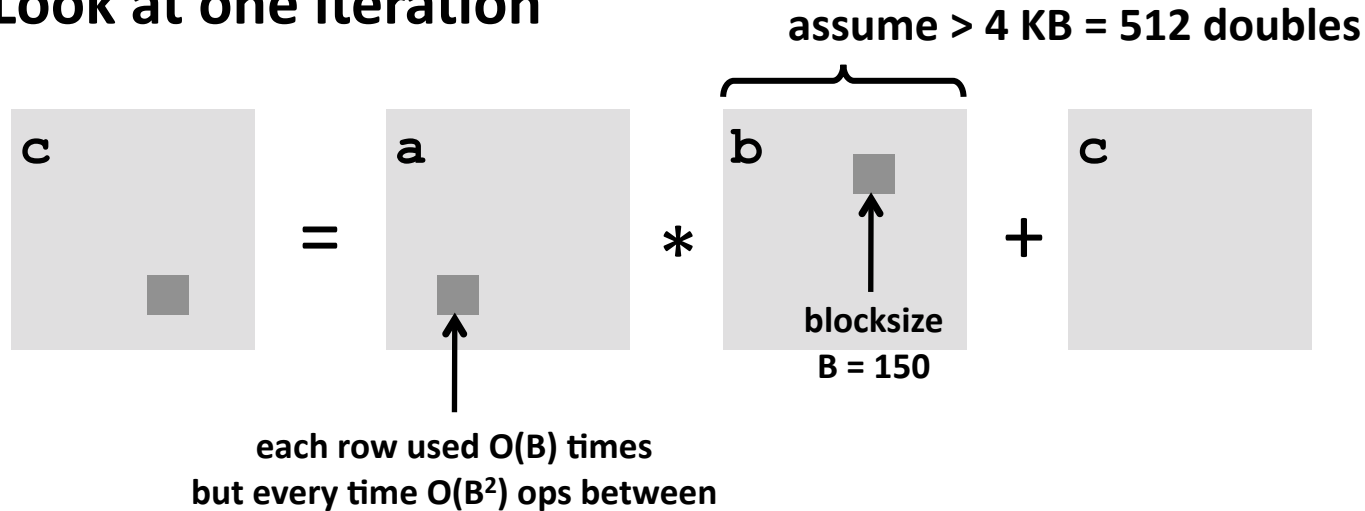 Look at one iteration
assume > 4 KB = 512 doubles
c
a
b
c
=
*
+
blocksize
B = 150
each row used O(B) times
but every time O(B²) ops between